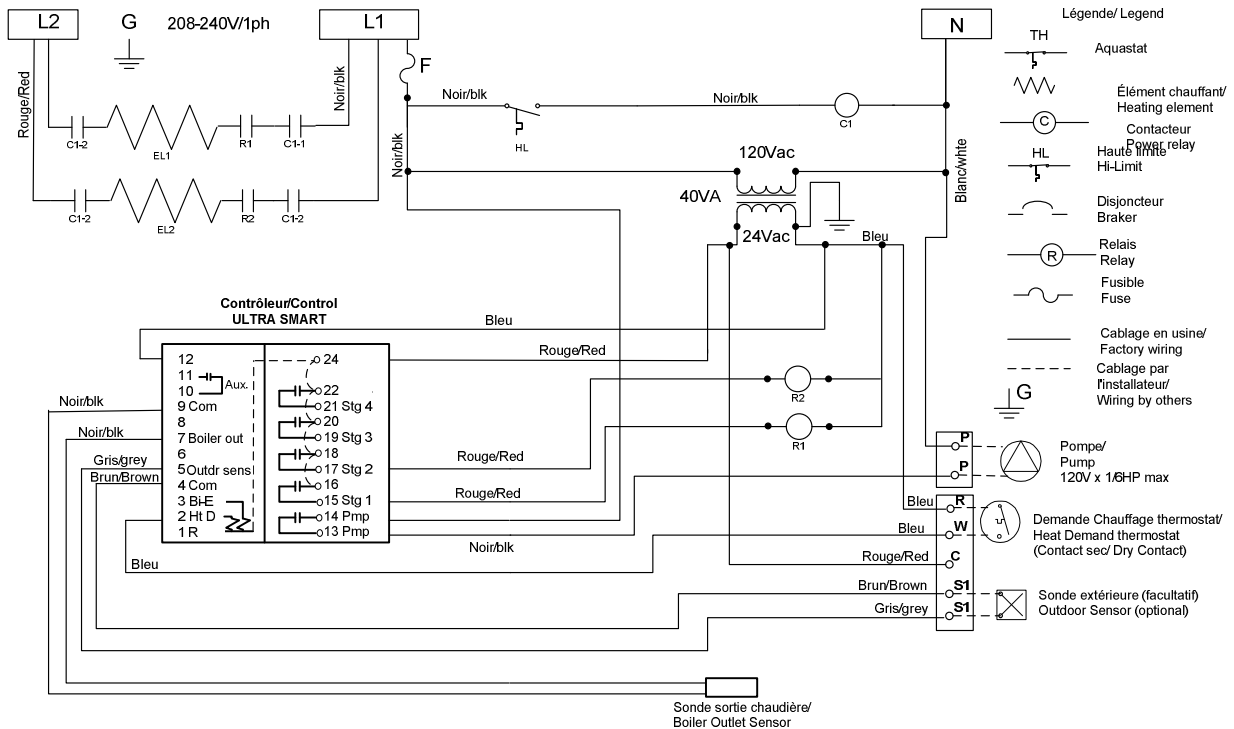 L2
G
208-240V/1ph
L1
N
F
Rouge/Red
Noir/blk
Noir/blk
Noir/blk
Noir/blk
HL
C1
C1-2
EL1
R1
C1-1
C1-2
EL2
R2
C1-2
120Vac
40VA
24Vac
Bleu
Blanc/whte
Légende/ Legend
TH
Aquastat
Élément chauffant/
Heating element
C
Contacteur
Power relay
HL
Haute limite
Hi-Limit
Disjoncteur
Braker
R
Relais
Relay
Fusible
Fuse
Cablage en usine/
Factory wiring
Cablage par
l'installateur/
Wiring by others
G
Contrôleur/Control
ULTRA SMART
Bleu
Rouge/Red
12
11
10
Aux.
9 Com
8
7 Boiler out
6
5 Outdr sens
4 Com
3 Bi-E
2 Ht D
1 R
24
22
21 Stg 4
20
19 Stg 3
18
17 Stg 2
16
15 Stg 1
14 Pmp
13 Pmp
Noir/blk
Noir/blk
Gris/grey
Brun/Brown
Bleu
Rouge/Red
Rouge/Red
Noir/blk
R2
R1
P
P
Pompe/
Pump
120V x 1/6HP max
Bleu
R
Bleu
W
Rouge/Red
C
Brun/Brown
S1
Gris/grey
S1
Demande Chauffage thermostat/
Heat Demand thermostat
(Contact sec/ Dry Contact)
Sonde extérieure (facultatif)
Outdoor Sensor (optional)
Sonde sortie chaudière/
Boiler Outlet Sensor